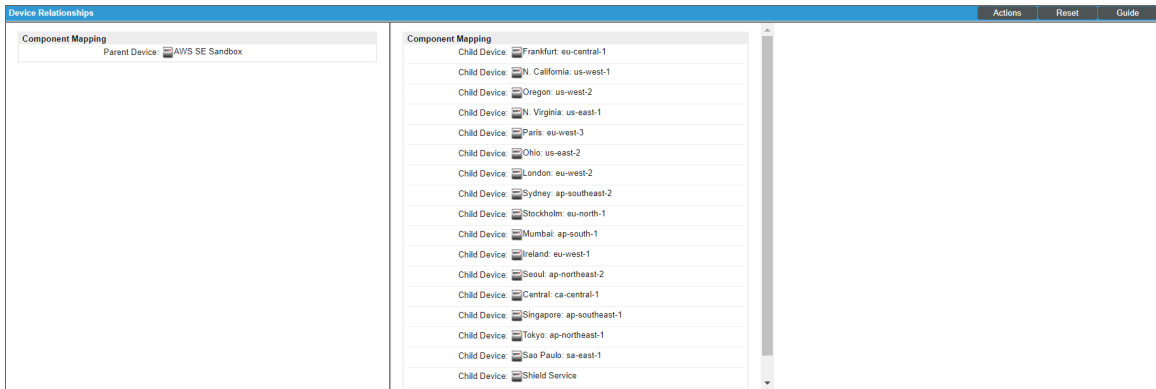 Device Relationships
Actions
Reset
Guide
Component Mapping
Parent Device: AWS SE Sandbox
Component Mapping
Child Device: Frankfurt: eu-central-1
Child Device: N. California: us-west-1
Child Device: Oregon: us-west-2
Child Device: N. Virginia: us-east-1
Child Device: Paris: eu-west-3
Child Device: Ohio: us-east-2
Child Device: London: eu-west-2
Child Device: Sydney: ap-southeast-2
Child Device: Stockholm: eu-north-1
Child Device: Mumbai: ap-south-1
Child Device: Ireland: eu-west-1
Child Device: Seoul: ap-northeast-2
Child Device: Central: ca-central-1
Child Device: Singapore: ap-southeast-1
Child Device: Tokyo: ap-northeast-1
Child Device: Sao Paulo: sa-east-1
Child Device: Shield Service